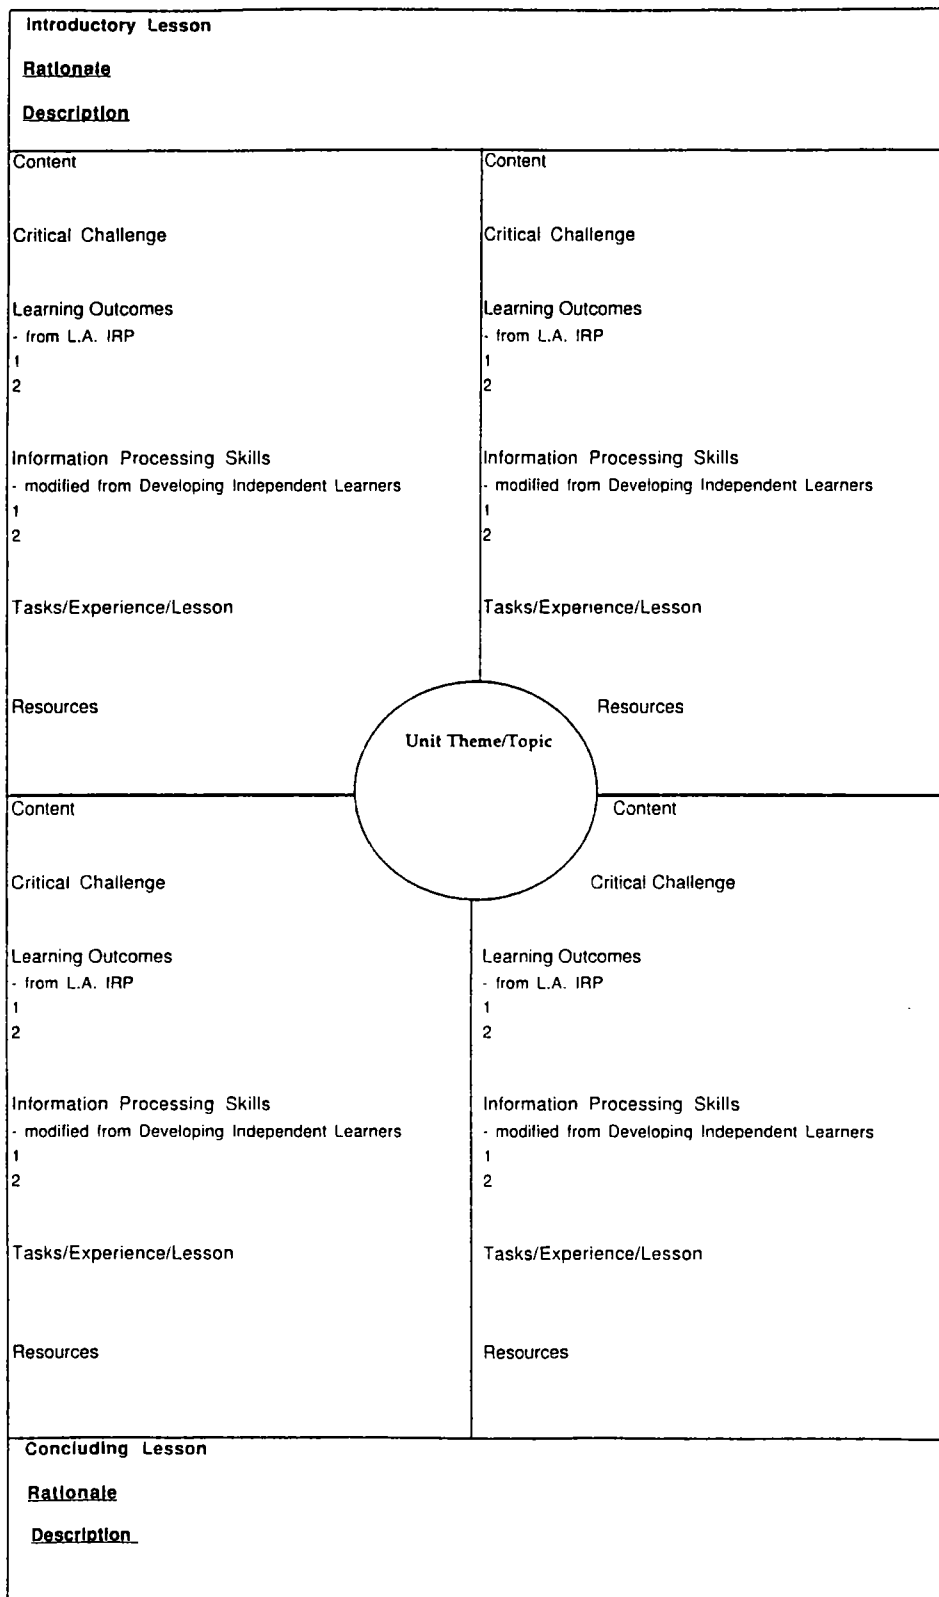 Introductory Lesson
Rationale
Description
Content
Critical Challenge
Learning Outcomes
- from L.A. IRP
1
2
Information Processing Skills
- modified from Developing Independent Learners
1
2
Tasks/Experience/Lesson
Resources
Content
Critical Challenge
Learning Outcomes
- from L.A. IRP
1
2
Information Processing Skills
- modified from Developing Independent Learners
1
2
Tasks/Experience/Lesson
Resources
Unit Theme/Topic
Content
Critical Challenge
Learning Outcomes
- from L.A. IRP
1
2
Information Processing Skills
- modified from Developing Independent Learners
1
2
Tasks/Experience/Lesson
Resources
Content
Critical Challenge
Learning Outcomes
- from L.A. IRP
1
2
Information Processing Skills
- modified from Developing Independent Learners
1
2
Tasks/Experience/Lesson
Resources
Concluding Lesson
Rationale
Description